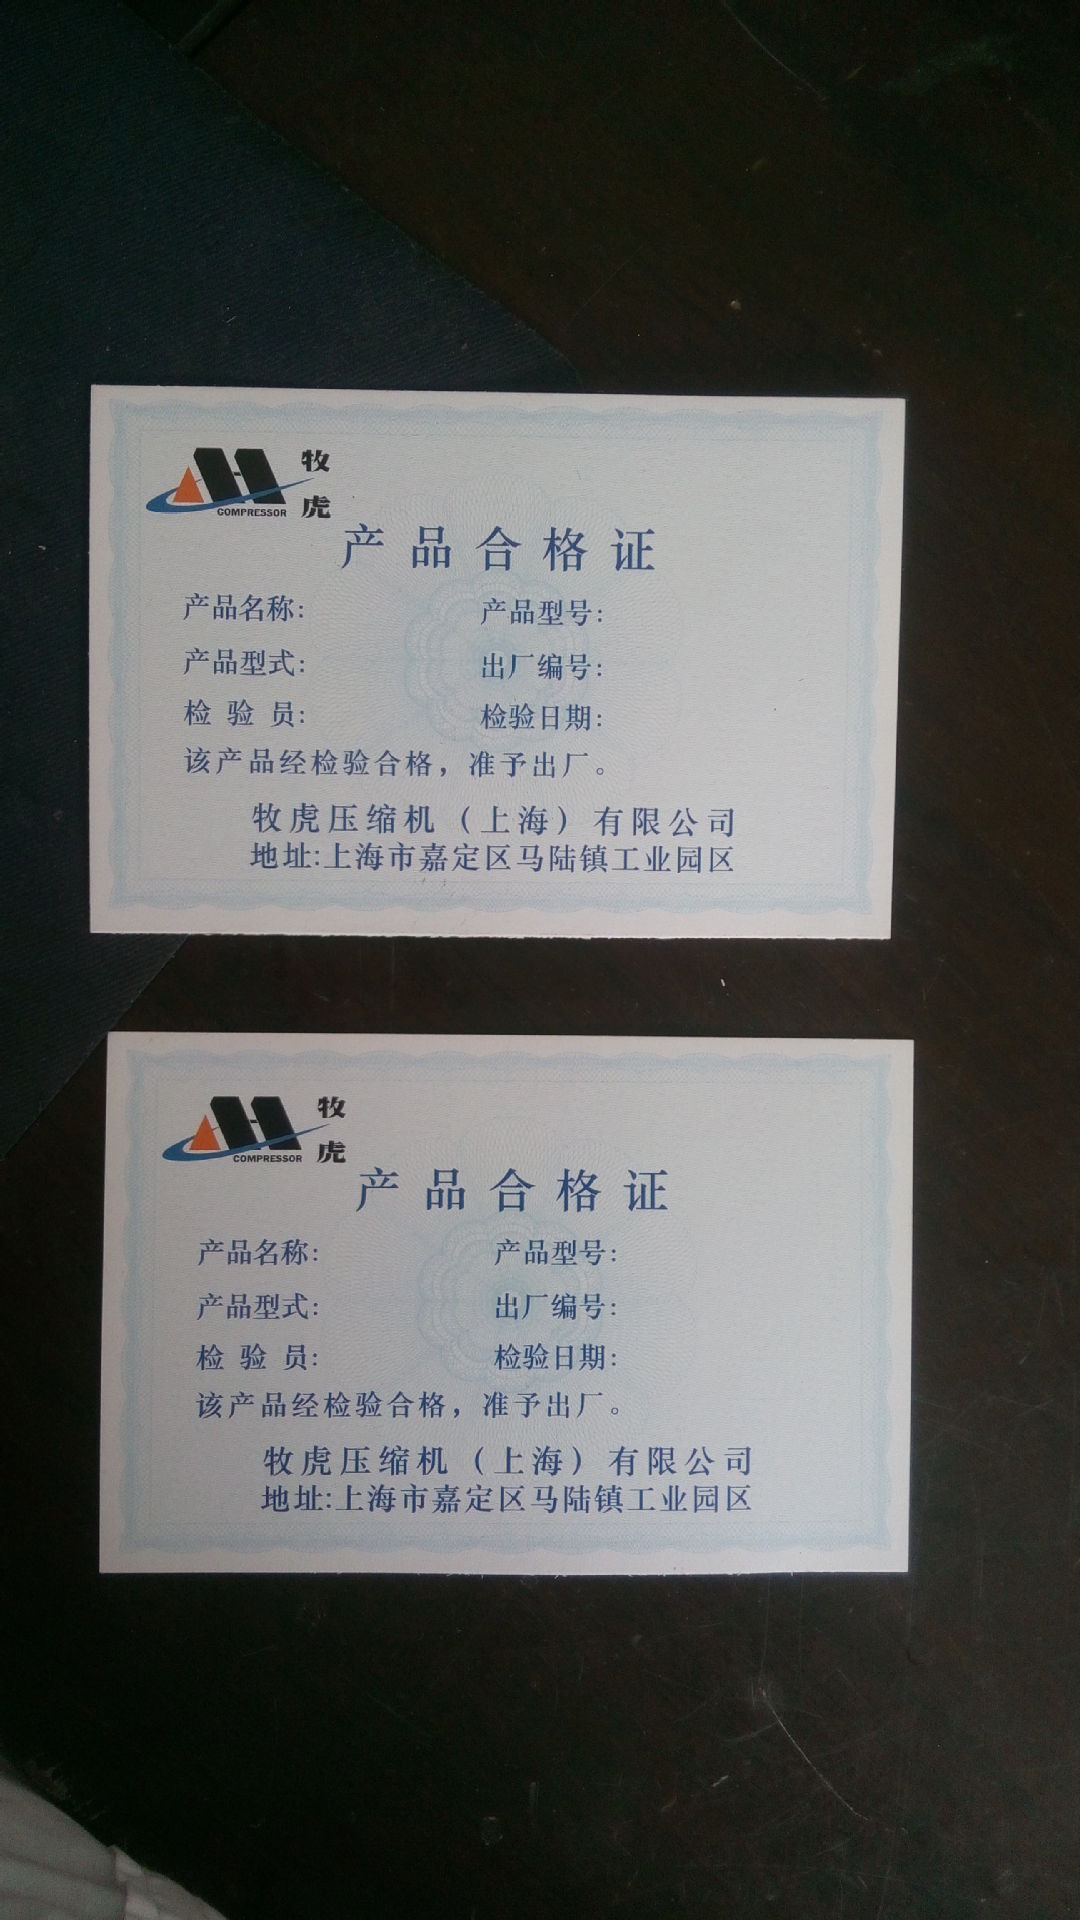 牧
虎
COMPRESSOR
产品合格证
产品名称: 产品型号:
产品型式: 出厂编号:
检 验 员: 检验日期:
该产品经检验合格，准予出厂。
牧虎压缩机（上海）有限公司
地址:上海市嘉定区马陆镇工业园区
牧
虎
COMPRESSOR
产品合格证
产品名称: 产品型号:
产品型式: 出厂编号:
检 验 员: 检验日期:
该产品经检验合格，准予出厂。
牧虎压缩机（上海）有限公司
地址:上海市嘉定区马陆镇工业园区